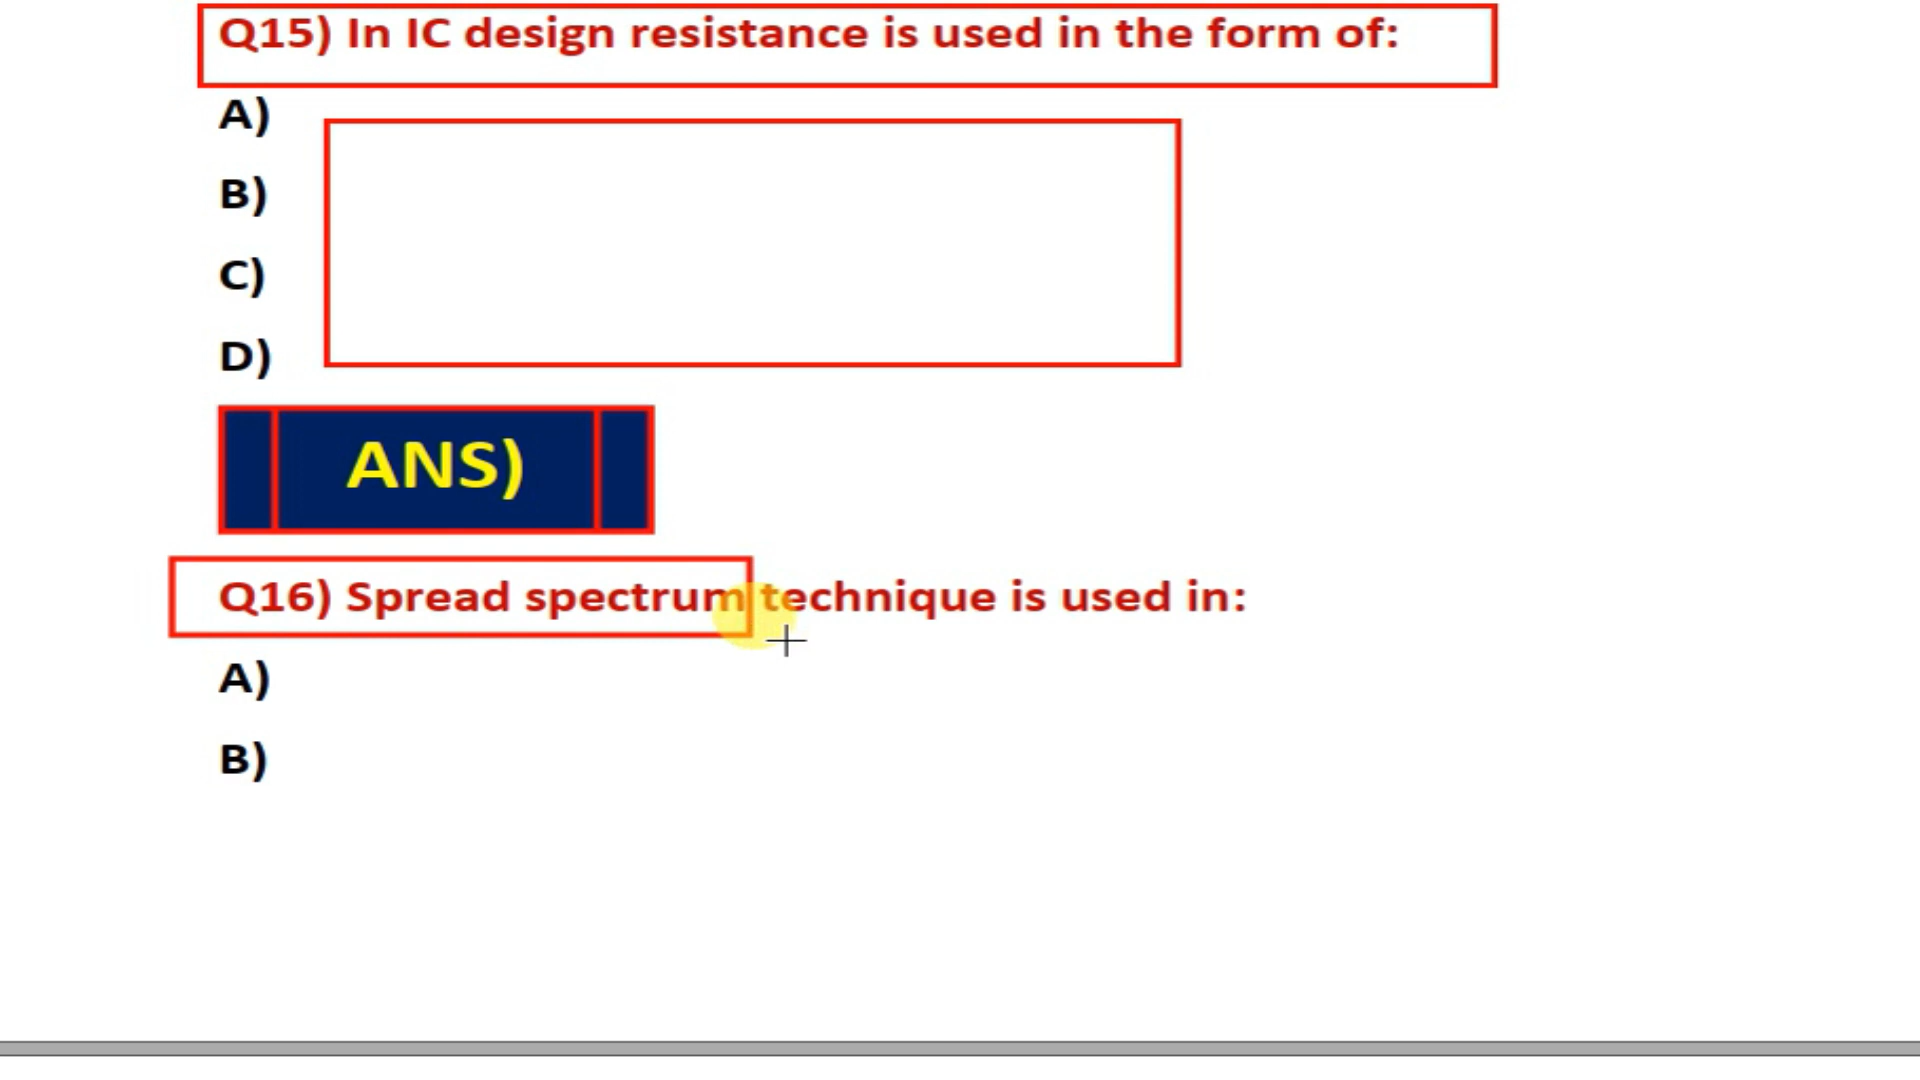 Q15) In IC design resistance is used in the form of:
A)
B)
C)
D)
ANS)
Q16) Spread spectrum technique is used in:
A)
B)